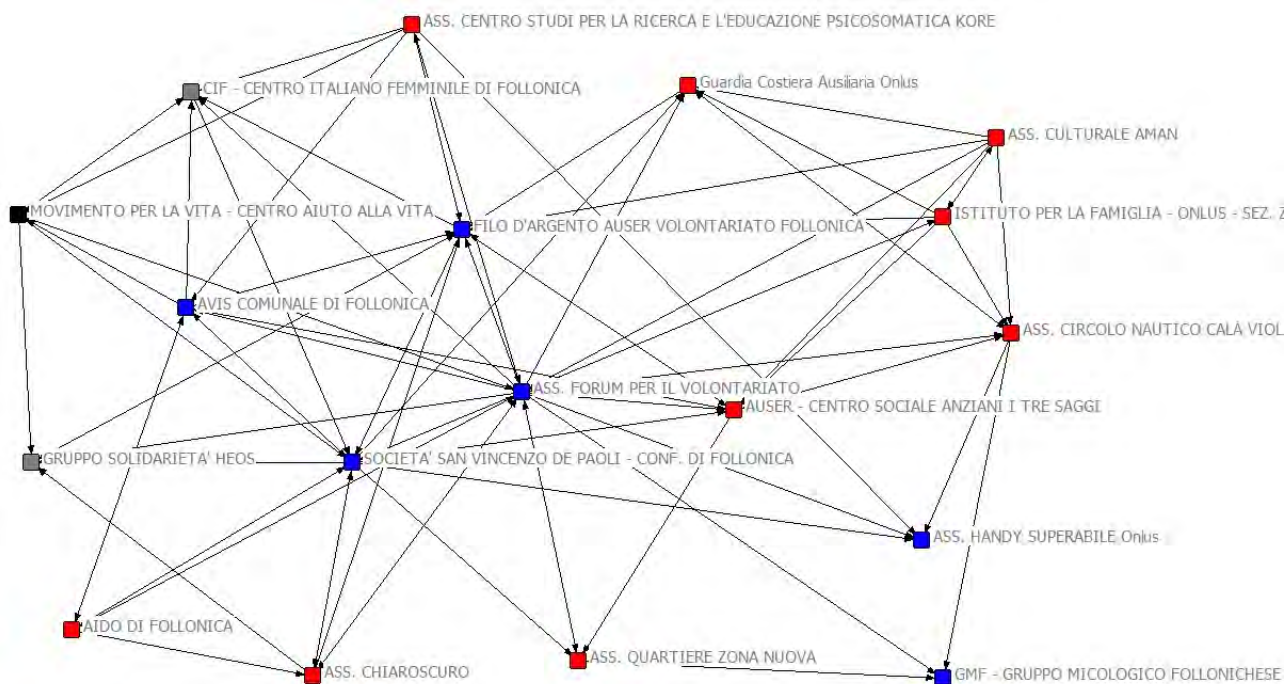 ASS. CENTRO STUDI PER LA RICERCA E L'EDUCAZIONE PSICOSOMATICA KORE
CIF - CENTRO ITALIANO FEMMINILE DI FOLLONICA
Guardia Costiera Ausiliaria Onlus
ASS. CULTURALE AMAN
MOVIMENTO PER LA VITA - CENTRO AIUTO ALLA VITA
ISTITUTO PER LA FAMIGLIA - ONLUS - SEZ. Z
FILO D'ARGENTO AUSER VOLONTARIATO FOLLONICA
AVIS COMUNALE DI FOLLONICA
ASS. CIRCOLO NAUTICO CALA VIOL
ASS. FORUM PER IL VOLONTARIATO
AUSER - CENTRO SOCIALE ANZIANI I TRE SAGGI
GRUPPO SOLIDARIETA' HEOS
SOCIETA' SAN VINCENZO DE PAOLI - CONF. DI FOLLONICA
ASS. HANDY SUPERABILE Onlus
AIDO DI FOLLONICA
ASS. QUARTIERE ZONA NUOVA
ASS. CHIAROSCURO
GMF - GRUPPO MICOLOGICO FOLLONICHESE